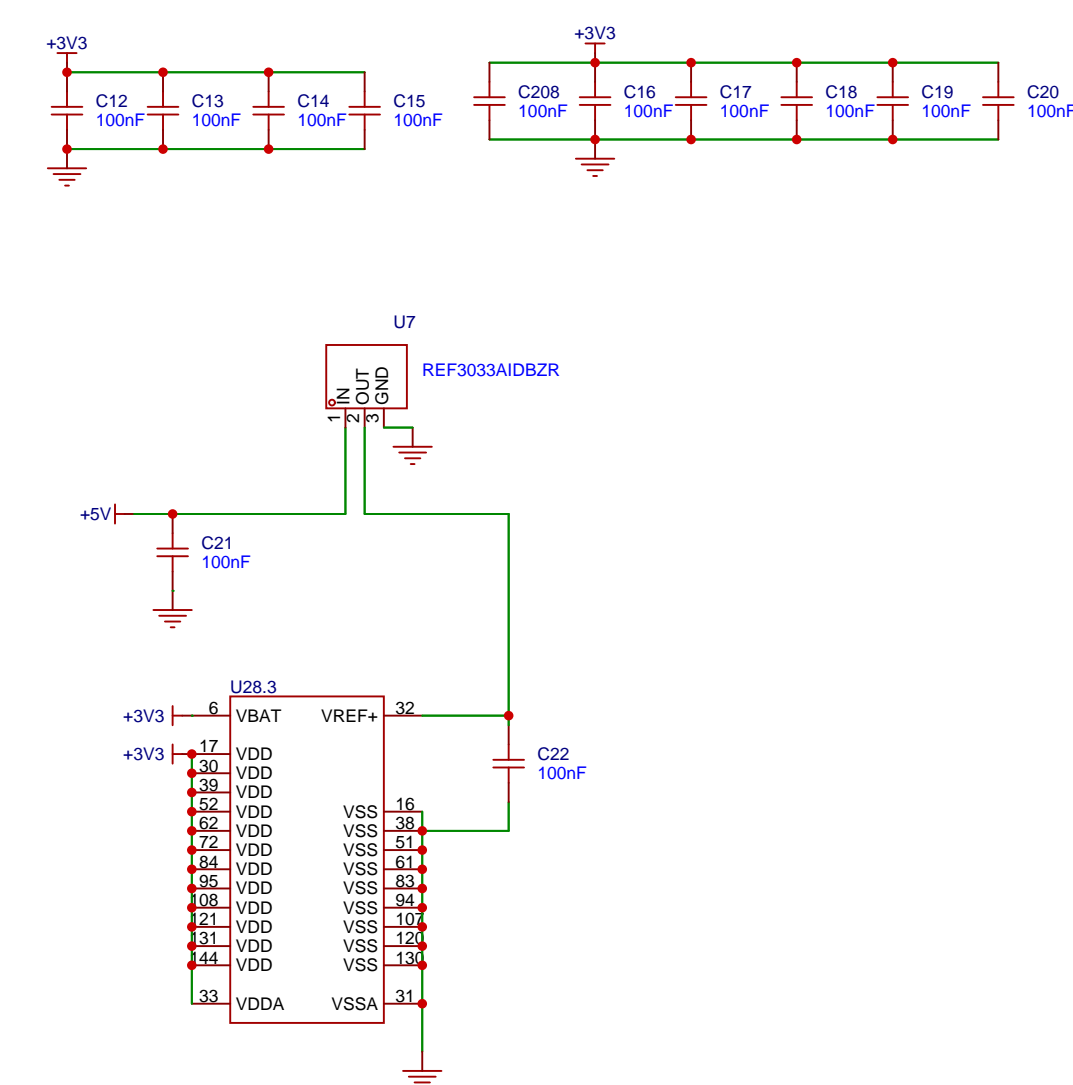 +3V3
C12
100nF
C13
100nF
C14
100nF
C15
100nF
+3V3
C208
100nF
C16
100nF
C17
100nF
C18
100nF
C19
100nF
C20
100nF
U7
REF3033AIDBZR
IN
OUT
GND
1
2
3
+5V
C21
100nF
U28.3
+3V3 6 VBAT VREF+ 32
+3V3 17 VDD
C22
100nF
30 VDD
39 VDD
52 VDD VSS 16
62 VDD VSS 38
72 VDD VSS 51
84 VDD VSS 61
95 VDD VSS 83
108 VDD VSS 94
121 VDD VSS 107
131 VDD VSS 120
144 VDD VSS 130
33 VDDA VSSA 31